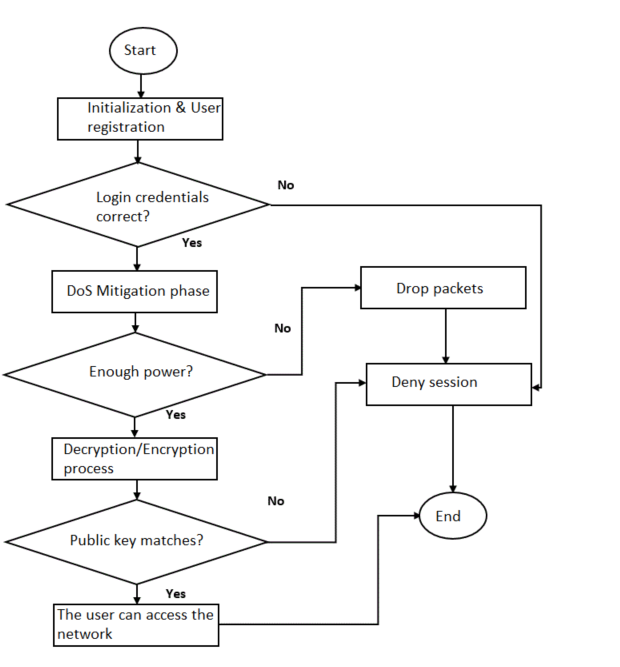 Start
Initialization & User
registration
No
Login credentials
correct?
Yes
DoS Mitigation phase
Drop packets
No
Enough power?
Deny session
Yes
Decryption/Encryption
process
No
End
Public key matches?
Yes
The user can access the
network